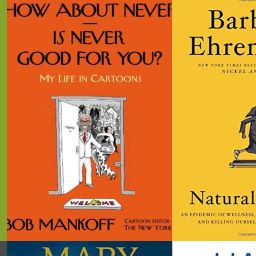 HOW ABOUT NEVER—
IS NEVER
GOOD FOR YOU?
MY LIFE IN CARTOONS
WELCOME
BOB MANKOFF
CARTOON EDITOR
THE NEW YORK
Barb
Ehren
NEW YORK TIMES BES
NICKEL AN
Natural
AN EPIDEMIC OF WELLNESS,
AND KILLING OURSEL
MARY